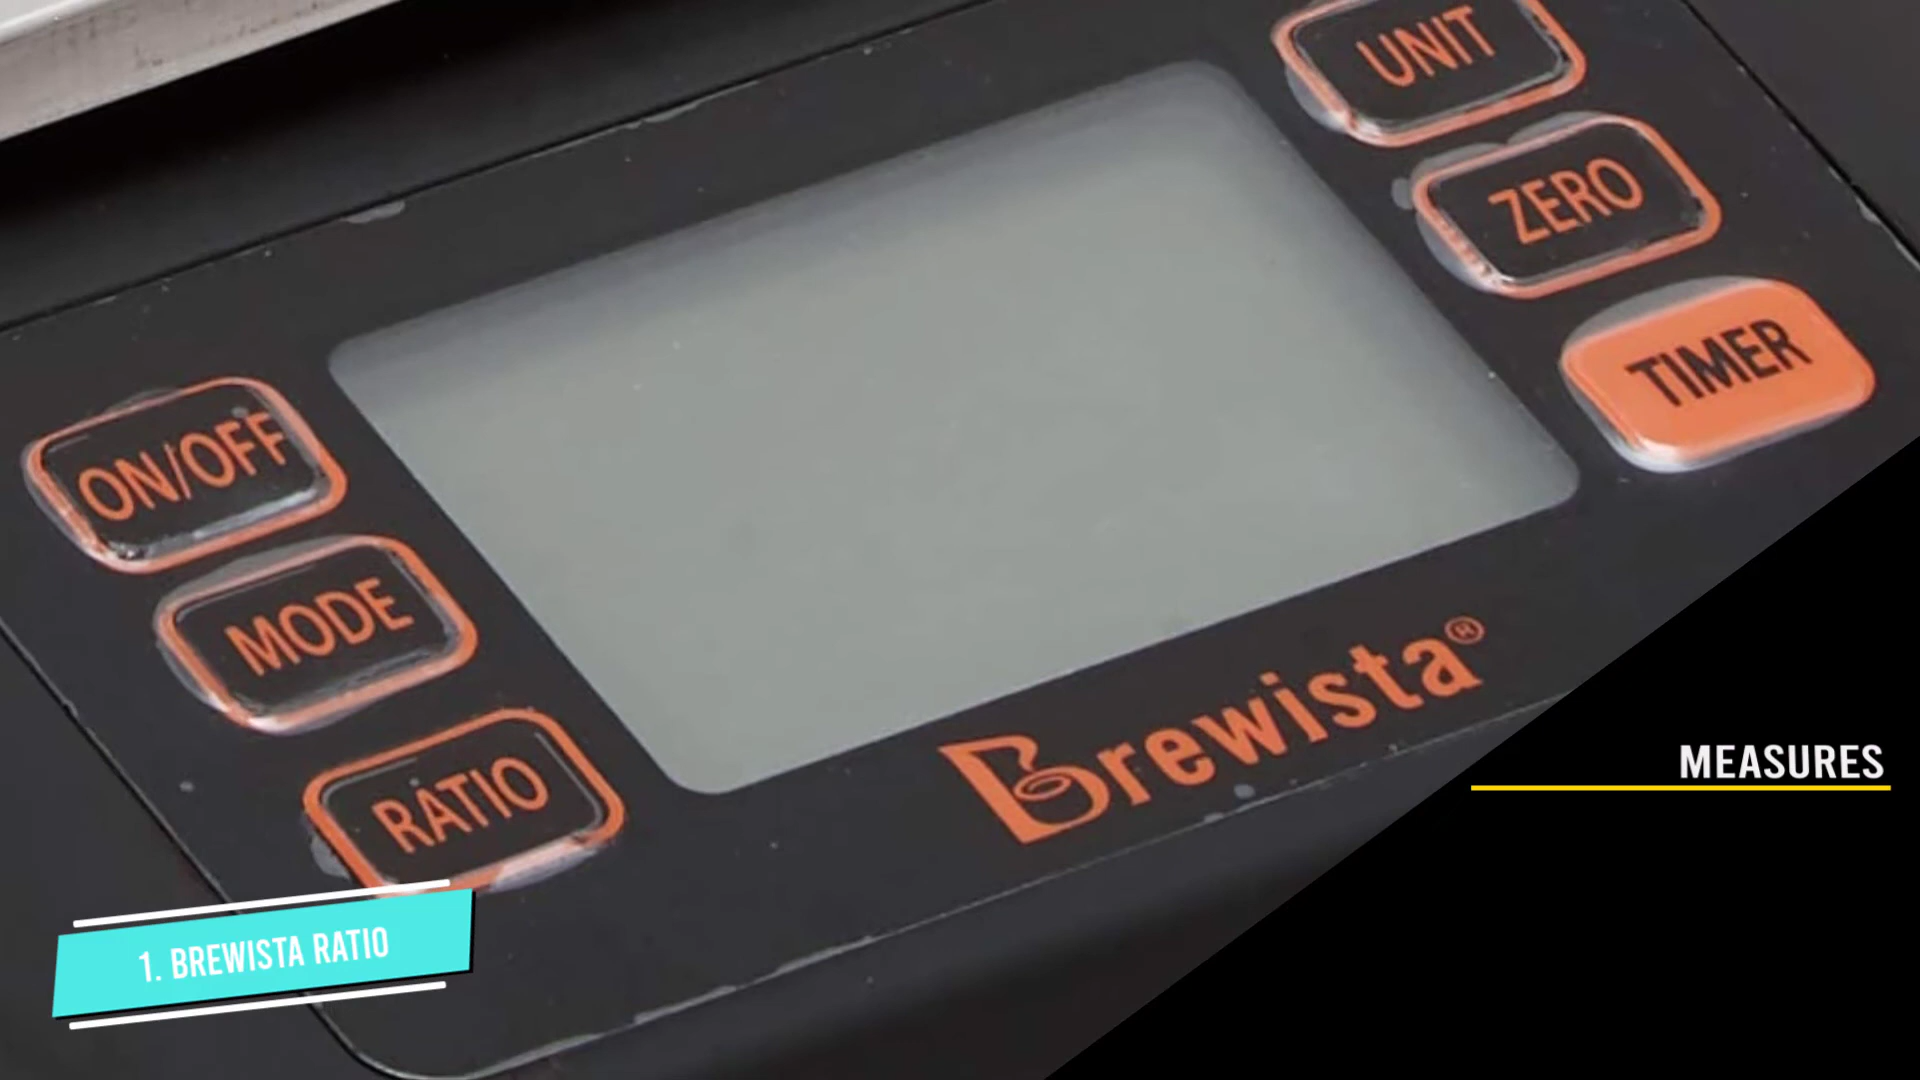 UNIT
ZERO
TIMER
ON/OFF
MODE
RATIO
Brewista®
MEASURES
1. BREWISTA RATIO